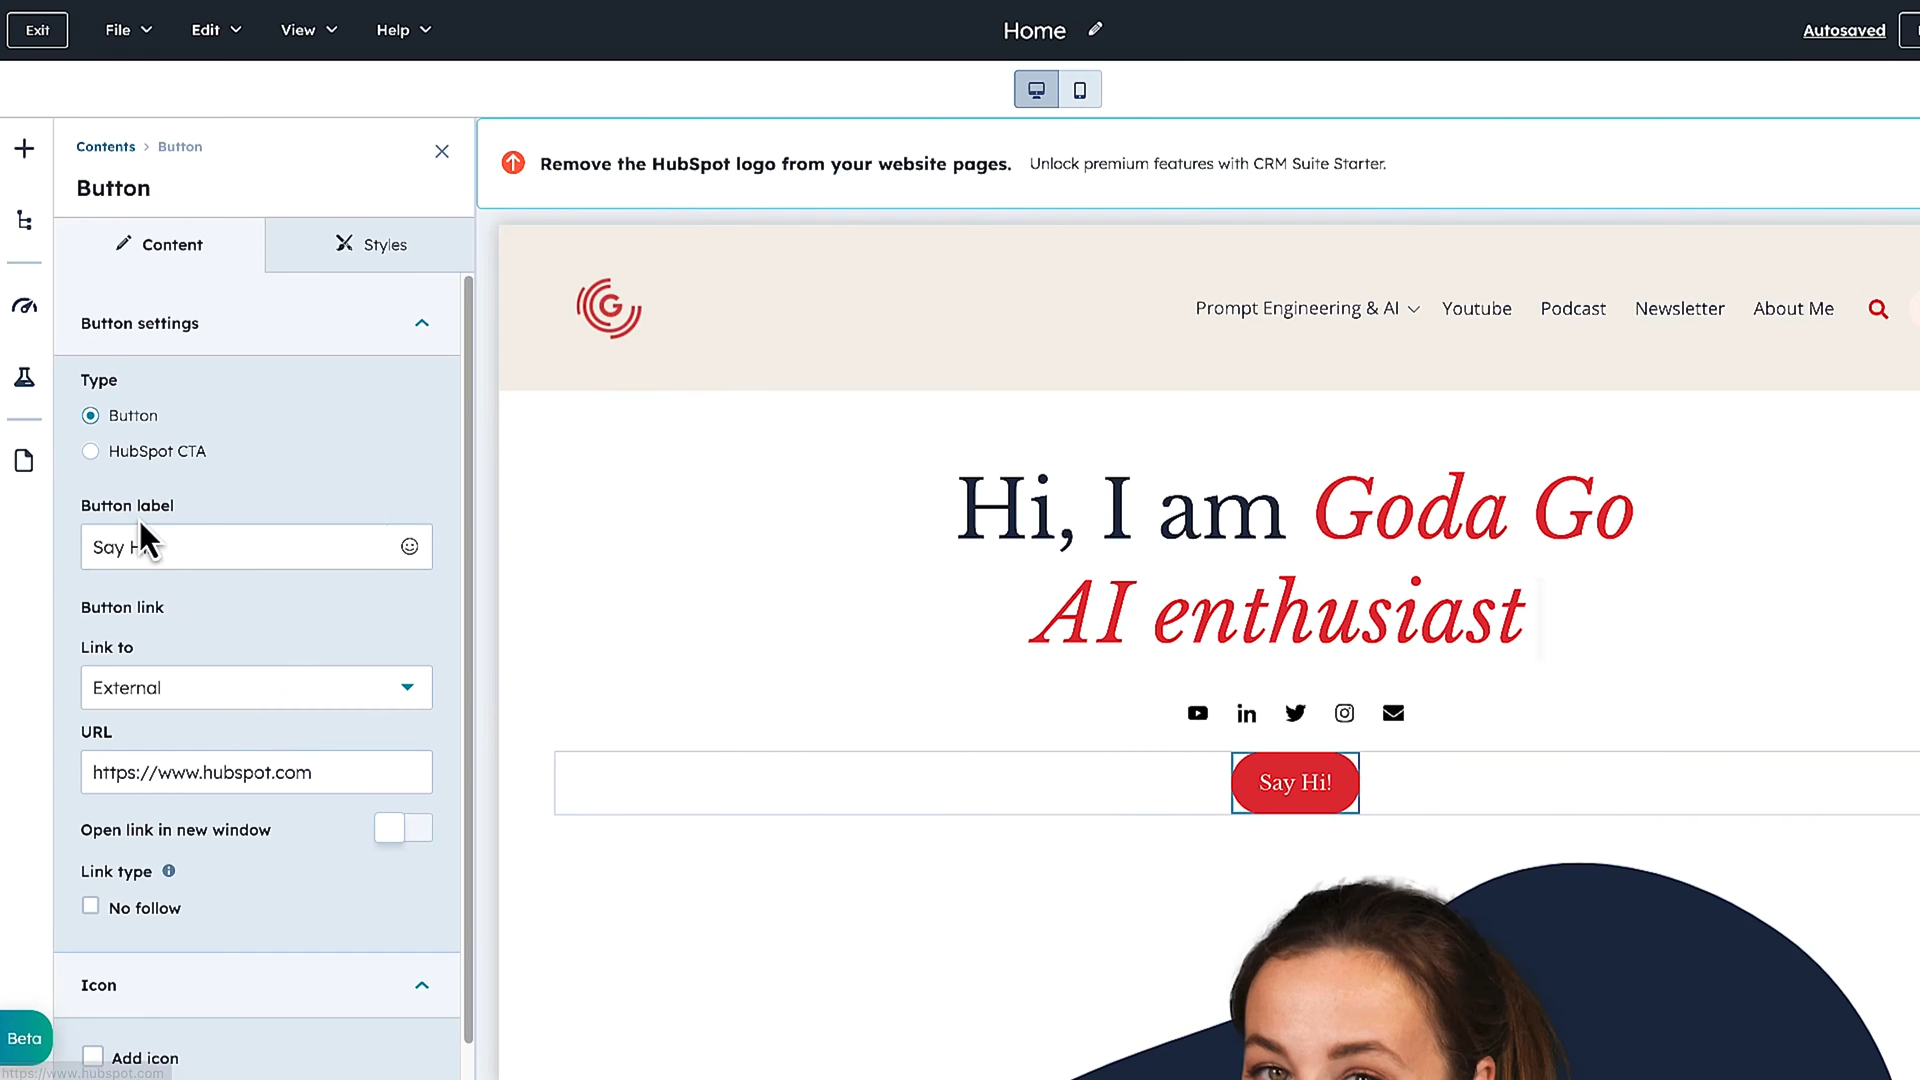 Exit File Edit View Help Home Autosaved
Contents > Button
Button
Content Styles
Button settings
Type
Button
HubSpot CTA
Button label
Say
Button link
Link to
External
URL
https://www.hubspot.com
Open link in new window
Link type
No follow
Icon
Add icon
Beta
https://www.hubspot.com
Remove the HubSpot logo from your website pages. Unlock premium features with CRM Suite Starter.
G
Prompt Engineering & AI Youtube Podcast Newsletter About Me
Hi, I am Goda Go
AI enthusiast
Say Hi!